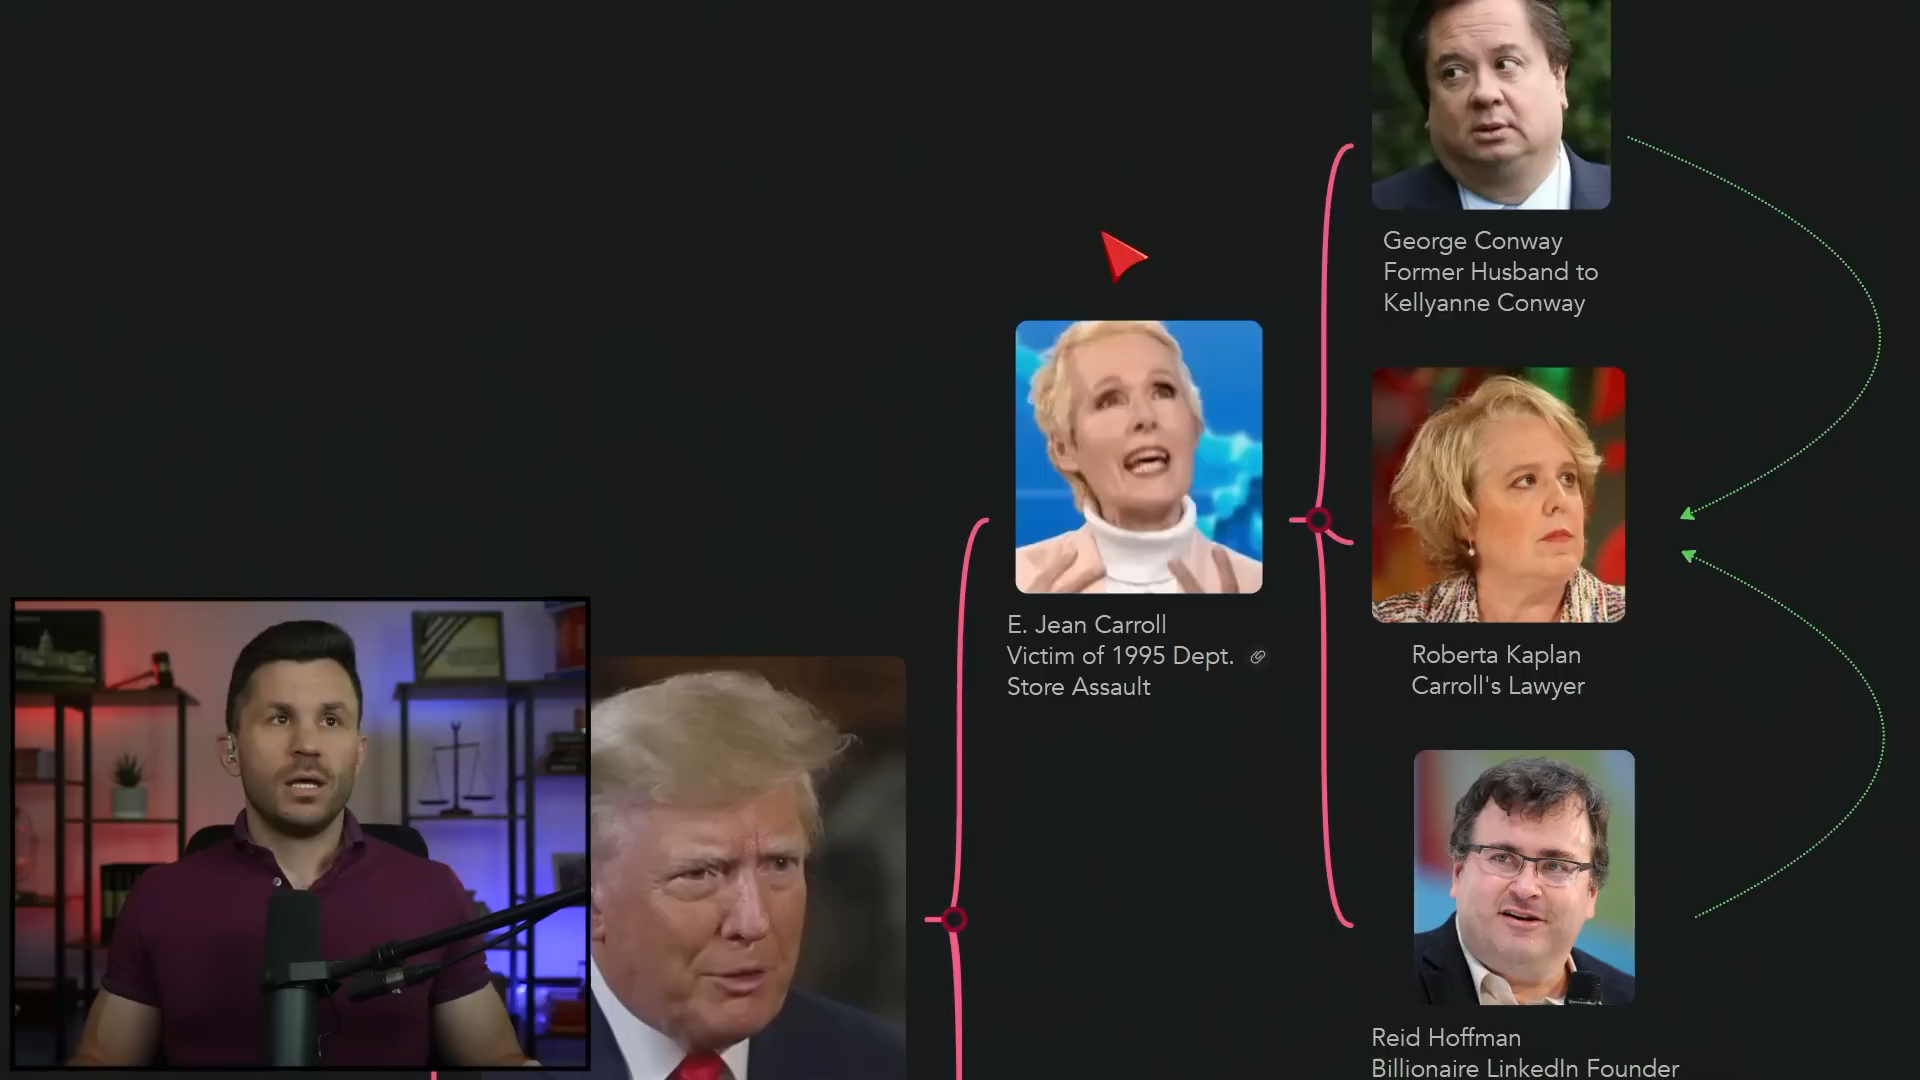 George Conway
Former Husband to
Kellyanne Conway
E. Jean Carroll
Victim of 1995 Dept.
Store Assault
Roberta Kaplan
Carroll's Lawyer
Reid Hoffman
Billionaire LinkedIn Founder